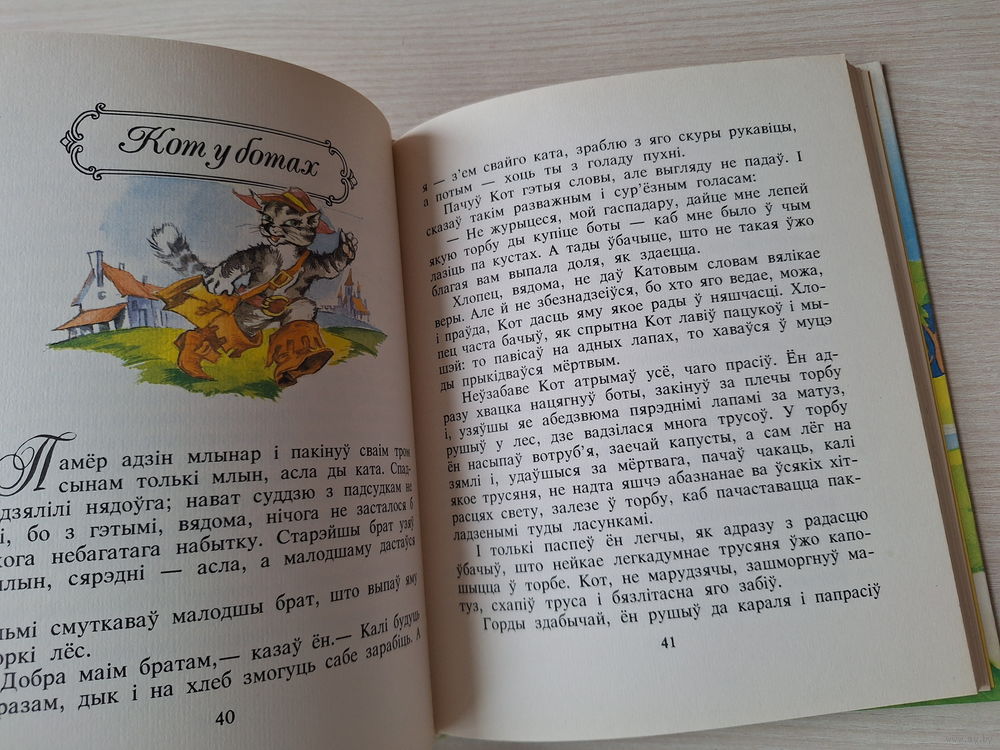 Кот у ботах
Памёр адзін млынар і пакінуў сваім тром
сынам толькі млын, асла ды ката. Спад-
дзялілі нядоўга; нават суддзю з падсудкам не
бо з гэтымі, вядома, нічога не засталося б
небагатага набытку. Старэйшы брат узяў
млын, сярэдні — асла, а малодшаму дастаўся
смуткаваў малодшы брат, што выпаў яму
лёс.
Добра маім братам,— казаў ён.— Калі будуць
разам, дык і на хлеб змогуць сабе зарабіць. А
40
я — з’ем свайго ката, зраблю з яго скуры рукавіцы,
а потым — хоць ты з голаду пухні.
Пачуў Кот гэтыя словы, але выгляду не падаў. І
сказаў такім разважным і сур’ёзным голасам:
— Не журыцеся, мой гаспадару, дайце мне лепей
якую торбу ды купіце боты — каб мне было ў чым
лазіць па кустах. А тады ўбачыце, што не такая ўжо
благая вам выпала доля, як здаецца.
Хлопец, вядома, не даў Катовым словам вялікае
веры. Але й не збезнадзеіўся, бо хто яго ведае, можа,
і праўда, Кот дасць яму якое рады ў няшчасці. Хло-
пец часта бачыў, як спрытна Кот лавіў пацукоў і мы-
шэй: то павісаў на адных лапах, то хаваўся ў муцэ
ды прыкідваўся мёртвым.
Неўзабаве Кот атрымаў усё, чаго прасіў. Ён ад-
разу хвацка нацягнуў боты, закінуў за плечы торбу
і, узяўшы яе абедзвюма пярэднімі лапамі за матуз,
рушыў у лес, дзе вадзілася многа трусоў. У торбу
ён насыпаў вотруб’я, заечай капусты, а сам лёг на
зямлі і, удаўшыся за мёртвага, пачаў чакаць, калі
якое трусяня, не надта яшчэ абазнанае ва ўсякіх хіт-
расцях свету, залезе ў торбу, каб пачаставацца пак-
ладзенымі туды ласункамі.
І толькі паспеў ён легчы, як адразу з радасцю
ўбачыў, што нейкае легкадумнае трусяня ўжо капо-
шыцца ў торбе. Кот, не марудзячы, зашморгнуў ма-
туз, схапіў труса і бязлітасна яго забіў.
Горды здабычай, ён рушыў да караля і папрасіў
41
www.av.by